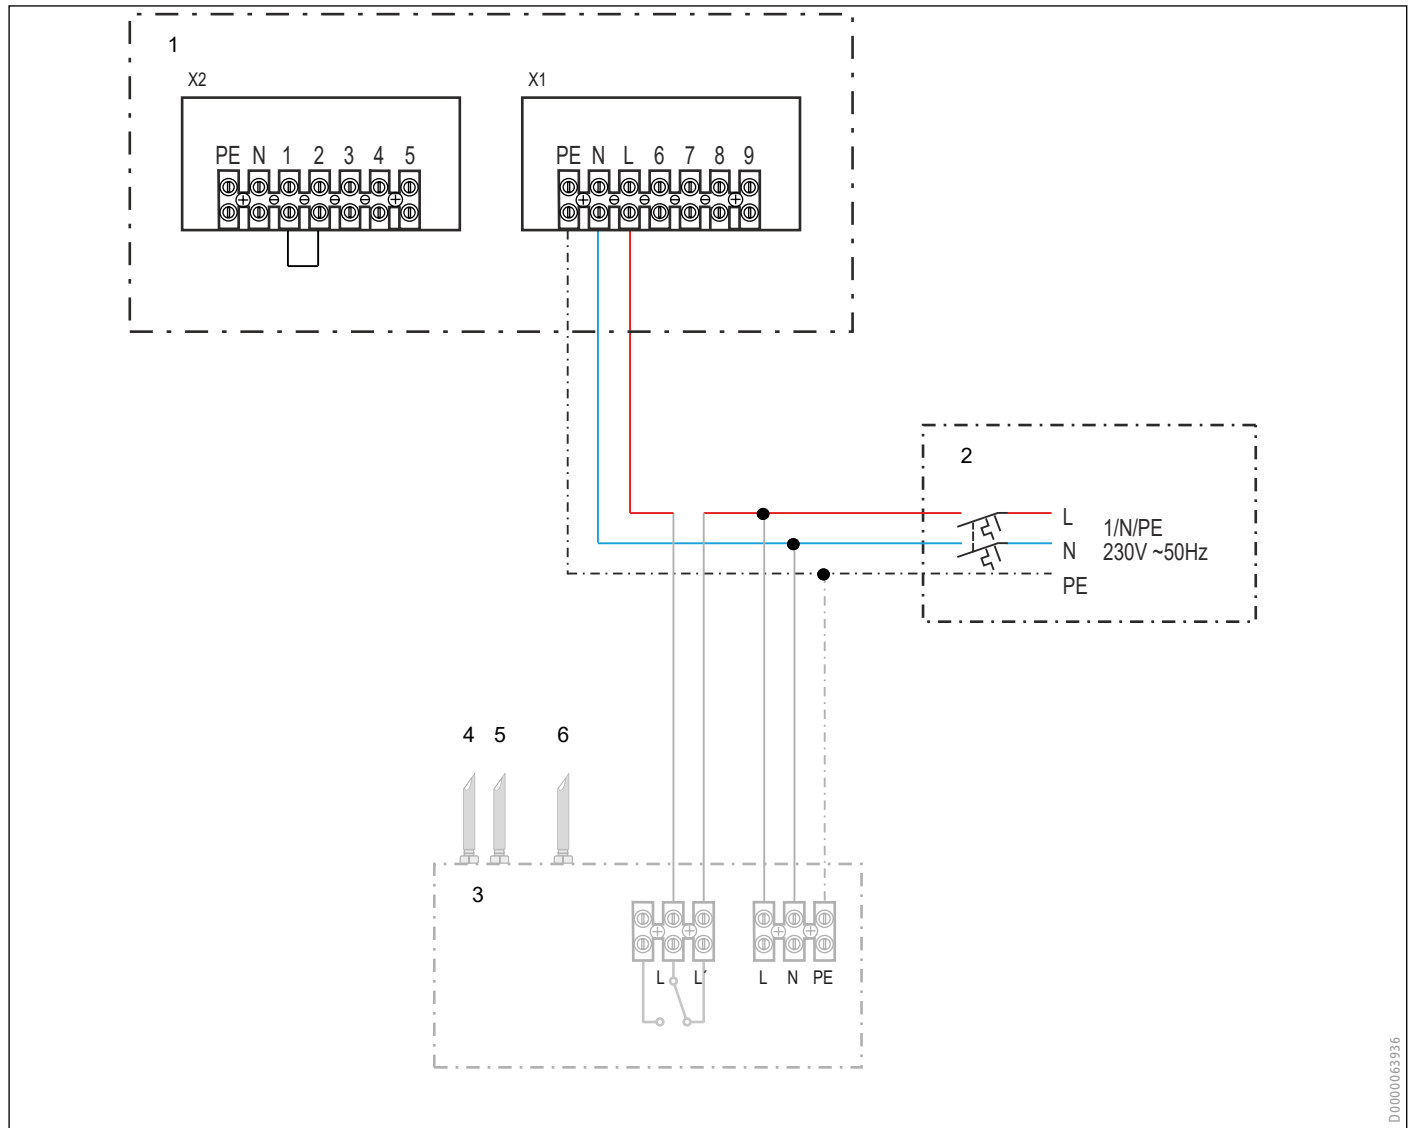 1
X2
X1
PE N 1 2 3 4 5
PE N L 6 7 8 9
2
L
1/N/PE
N
230V ~50Hz
PE
4 5 6
3
L L´ L N PE
D0000063936